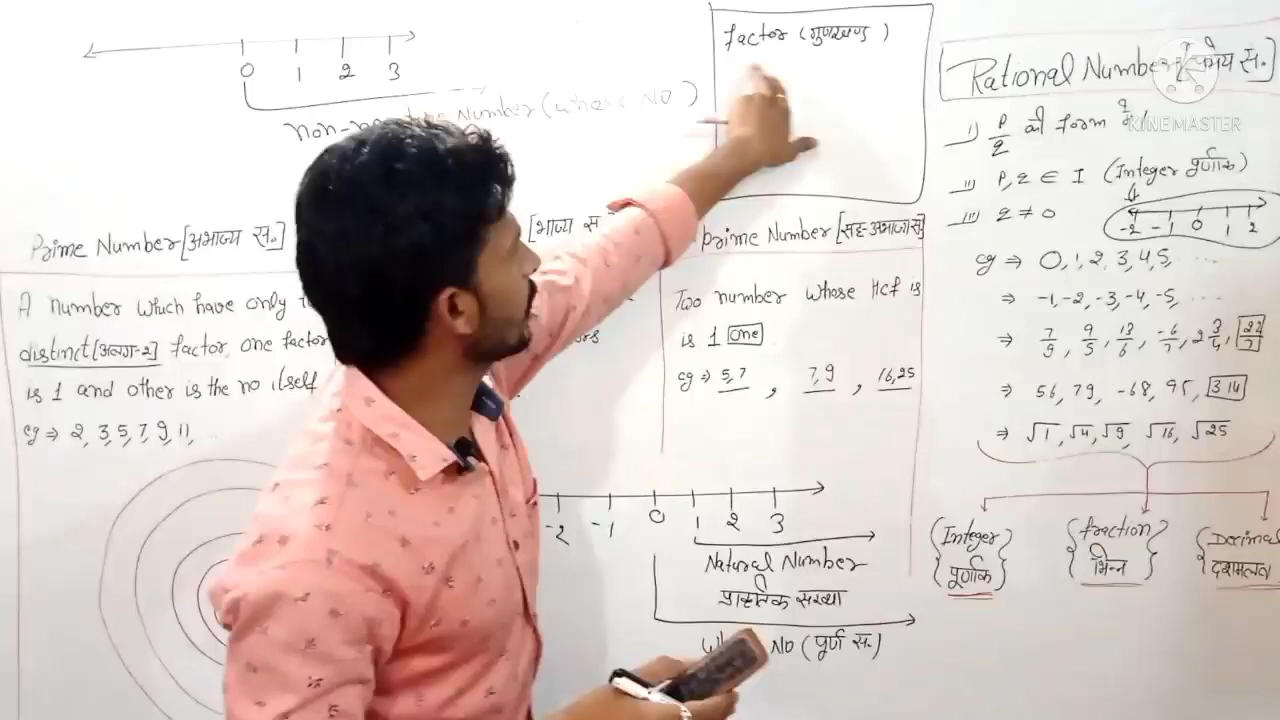 0 1 2 3
Number (whole NO)
Factor (गुणखण्ड)
Prime Number [अभाज्य स.]
A number which have only
distinct [अलग-2] factor, one factor
is 1 and other is the no itself
eg ⇒ 2, 3, 5, 7, 9, 11, ..
[भाज्य स
prime Number [सह-अभाज्य स]
Two number whose Hcf is
is 1 one
eg ⇒ 5,7 , 7,9 , 16,25
-2 -1 0 1 2 3
Natural Number
प्राकृतिक संख्या
NO (पूर्ण स.)
Rational Number
KINEMASTER
i) P/q की form
ii) P, q ∈ I (Integer पूर्णांक)
iii) q ≠ 0
-2 -1 0 1 2
eg ⇒ 0, 1, 2, 3, 4, 5, ....
⇒ -1, -2, -3, -4, -5, ....
⇒ 7/9, 9/5, 13/6, -6/7, 2 3/4, 22/7
⇒ 56, 79, -68, 95, 3.14
⇒ √1, √4, √9, √16, √25
{Integer पूर्णांक}
{fraction भिन्न}
{Decimal दशमलव